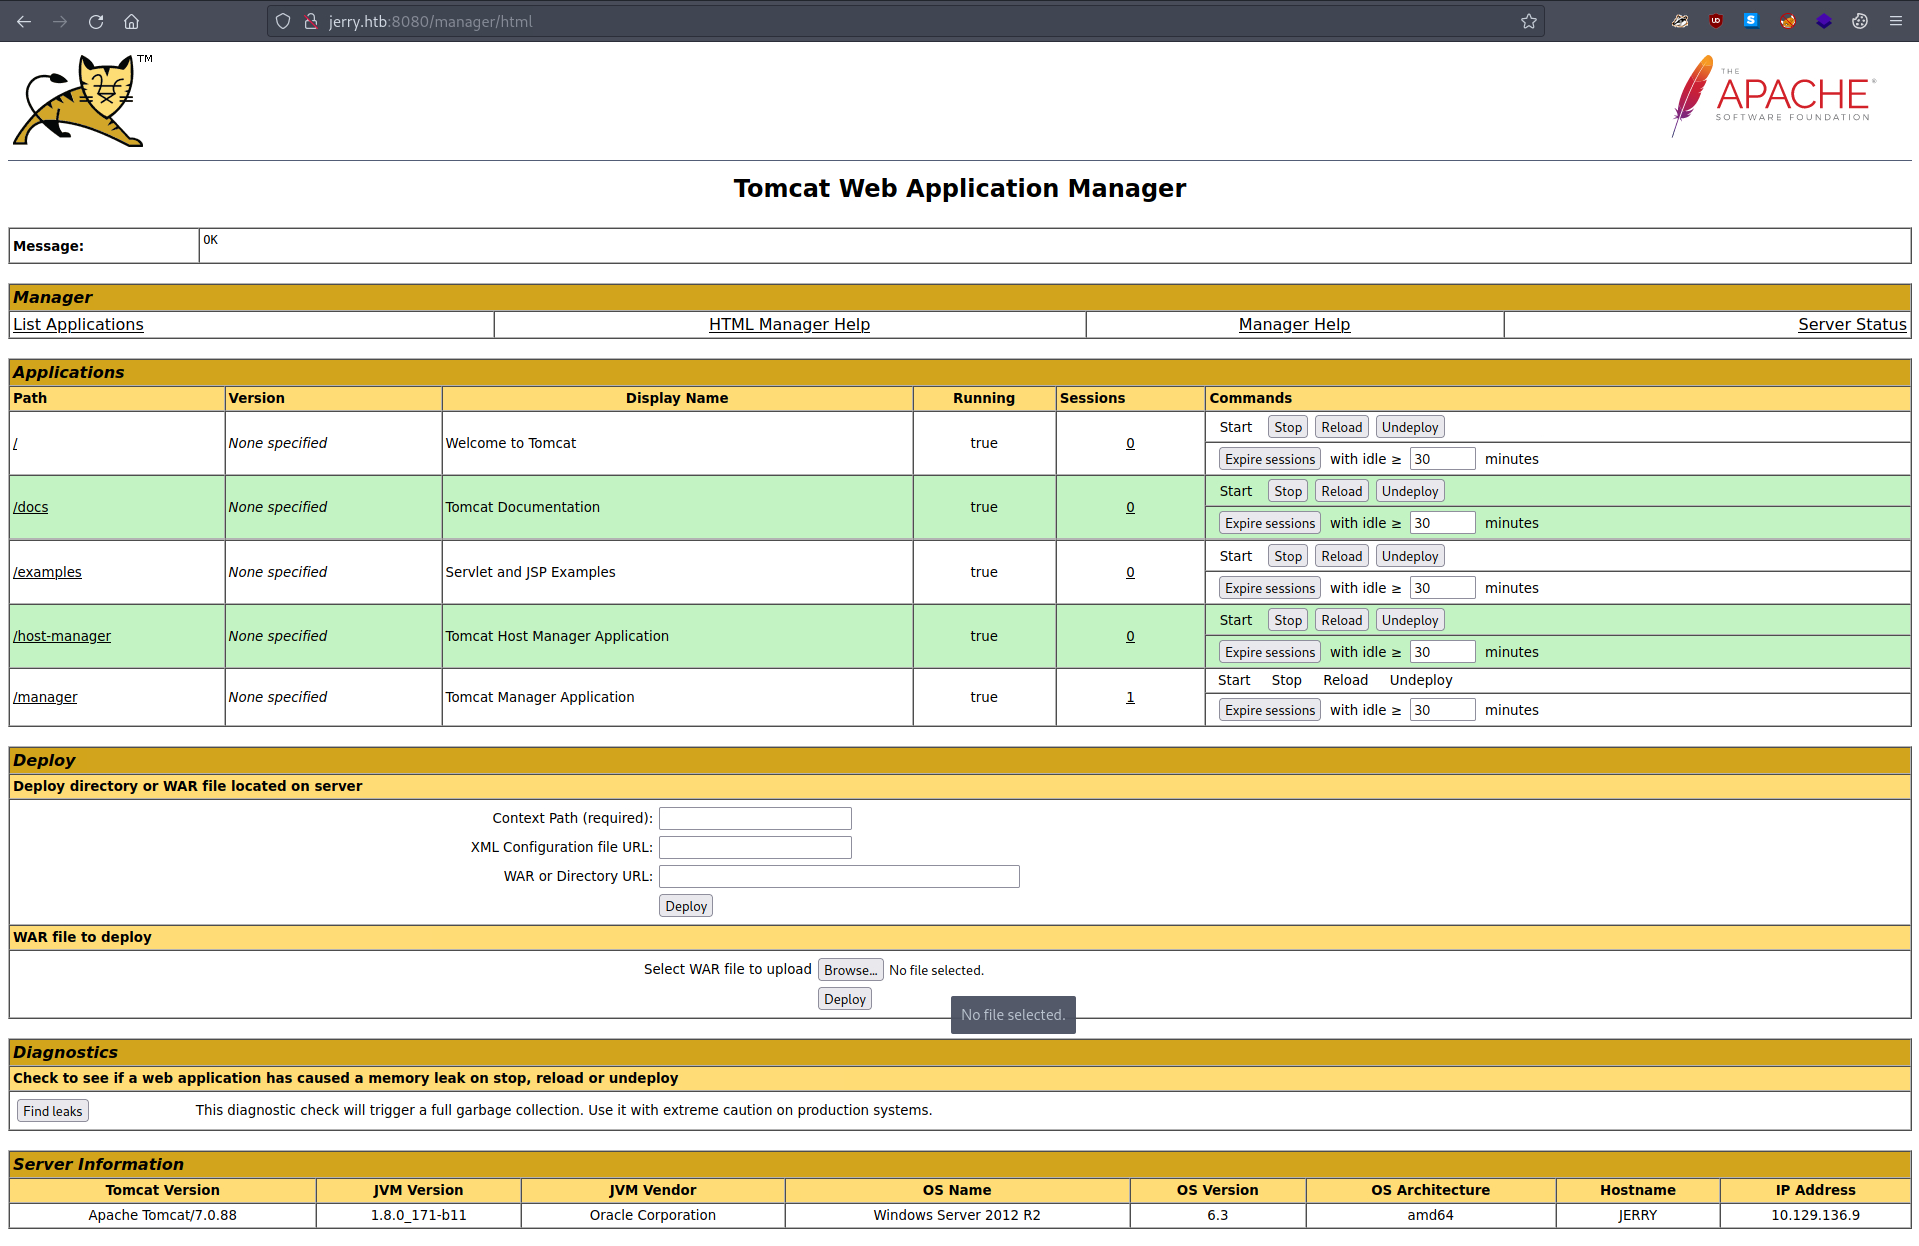 jerry.htb:8080/manager/html
TM
THE
APACHE®
SOFTWARE FOUNDATION
Tomcat Web Application Manager
Message: OK
Manager
List Applications HTML Manager Help Manager Help Server Status
Applications
Path Version Display Name Running Sessions Commands
/ None specified Welcome to Tomcat true 0 Start Stop Reload Undeploy
Expire sessions with idle ≥ 30 minutes
/docs None specified Tomcat Documentation true 0 Start Stop Reload Undeploy
Expire sessions with idle ≥ 30 minutes
/examples None specified Servlet and JSP Examples true 0 Start Stop Reload Undeploy
Expire sessions with idle ≥ 30 minutes
/host-manager None specified Tomcat Host Manager Application true 0 Start Stop Reload Undeploy
Expire sessions with idle ≥ 30 minutes
/manager None specified Tomcat Manager Application true 1 Start Stop Reload Undeploy
Expire sessions with idle ≥ 30 minutes
Deploy
Deploy directory or WAR file located on server
Context Path (required):
XML Configuration file URL:
WAR or Directory URL:
Deploy
WAR file to deploy
Select WAR file to upload Browse... No file selected.
Deploy
No file selected.
Diagnostics
Check to see if a web application has caused a memory leak on stop, reload or undeploy
Find leaks This diagnostic check will trigger a full garbage collection. Use it with extreme caution on production systems.
Server Information
Tomcat Version JVM Version JVM Vendor OS Name OS Version OS Architecture Hostname IP Address
Apache Tomcat/7.0.88 1.8.0_171-b11 Oracle Corporation Windows Server 2012 R2 6.3 amd64 JERRY 10.129.136.9